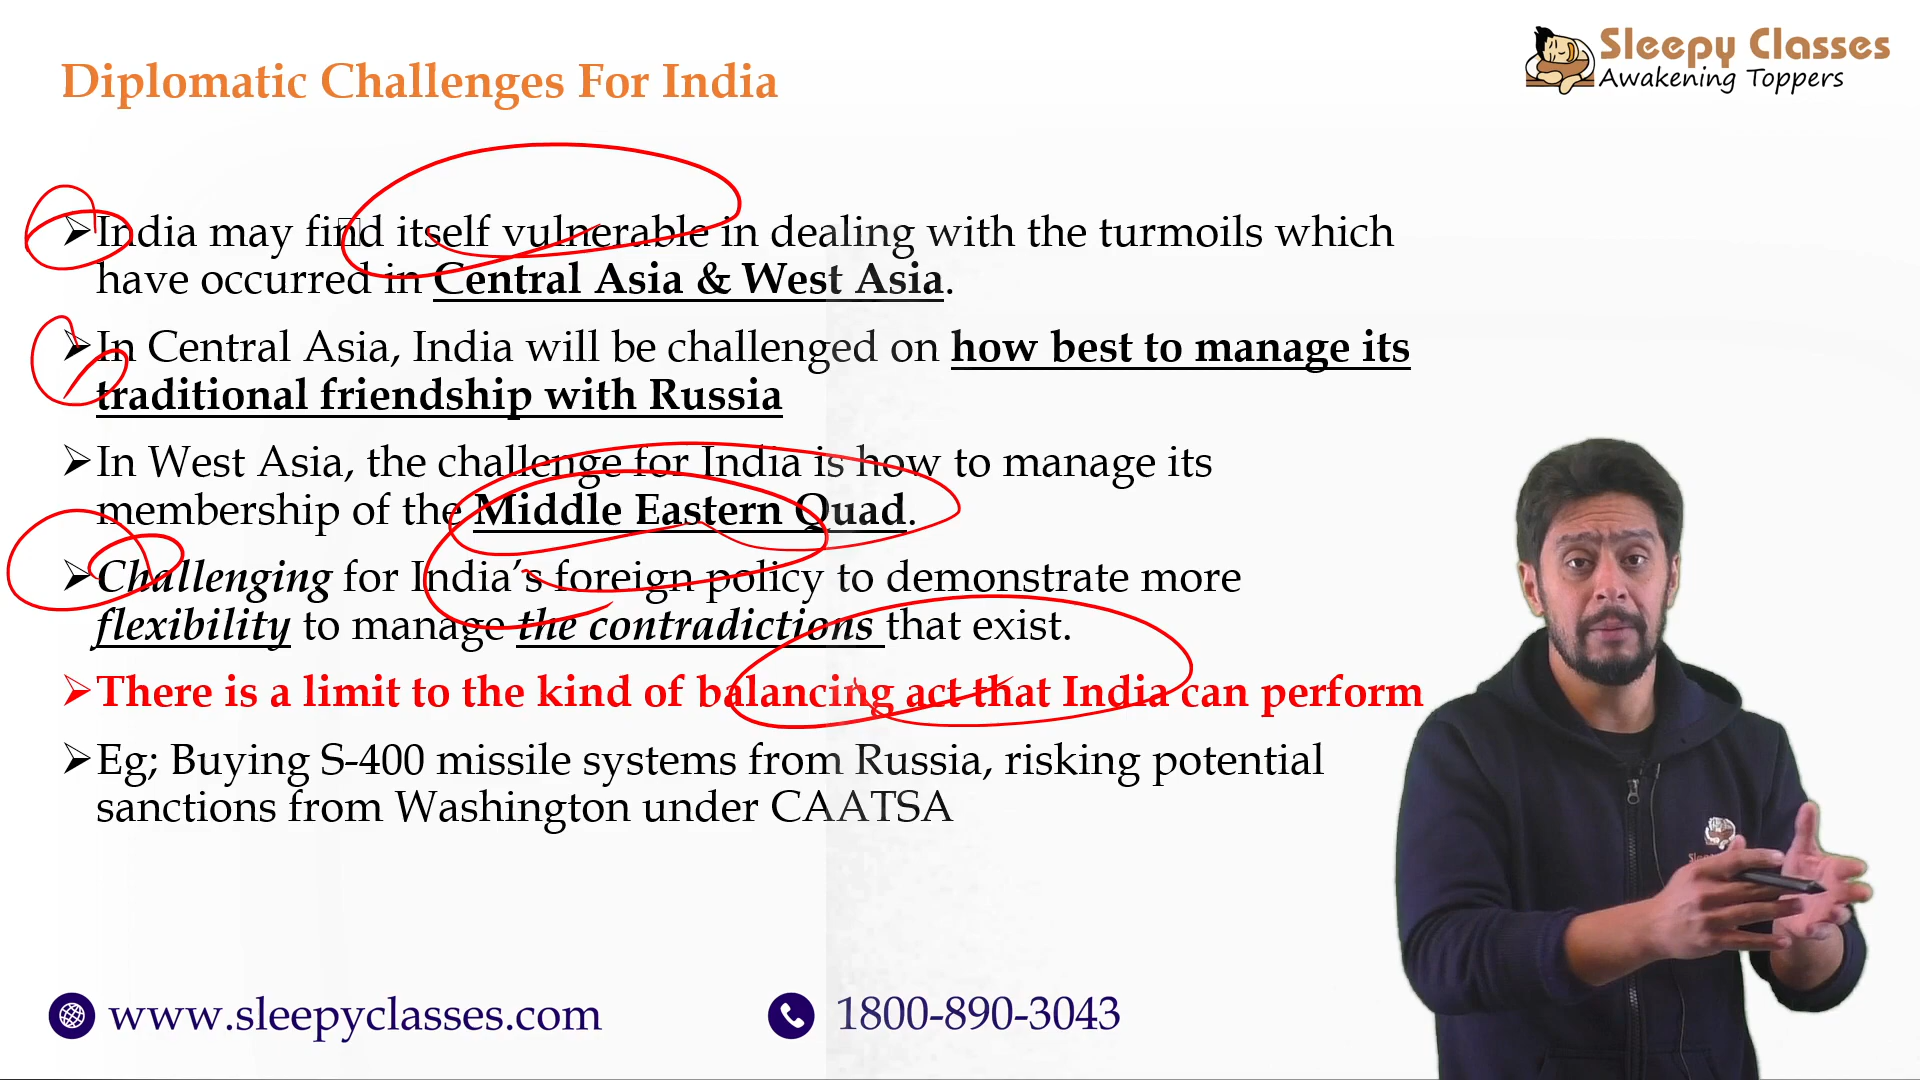 Sleepy Classes
Awakening Toppers
Diplomatic Challenges For India
➢India may find itself vulnerable in dealing with the turmoils which
have occurred in Central Asia & West Asia.
➢In Central Asia, India will be challenged on how best to manage its
traditional friendship with Russia
➢In West Asia, the challenge for India is how to manage its
membership of the Middle Eastern Quad.
➢Challenging for India’s foreign policy to demonstrate more
flexibility to manage the contradictions that exist.
➢There is a limit to the kind of balancing act that India can perform
➢Eg; Buying S-400 missile systems from Russia, risking potential
sanctions from Washington under CAATSA
www.sleepyclasses.com
1800-890-3043